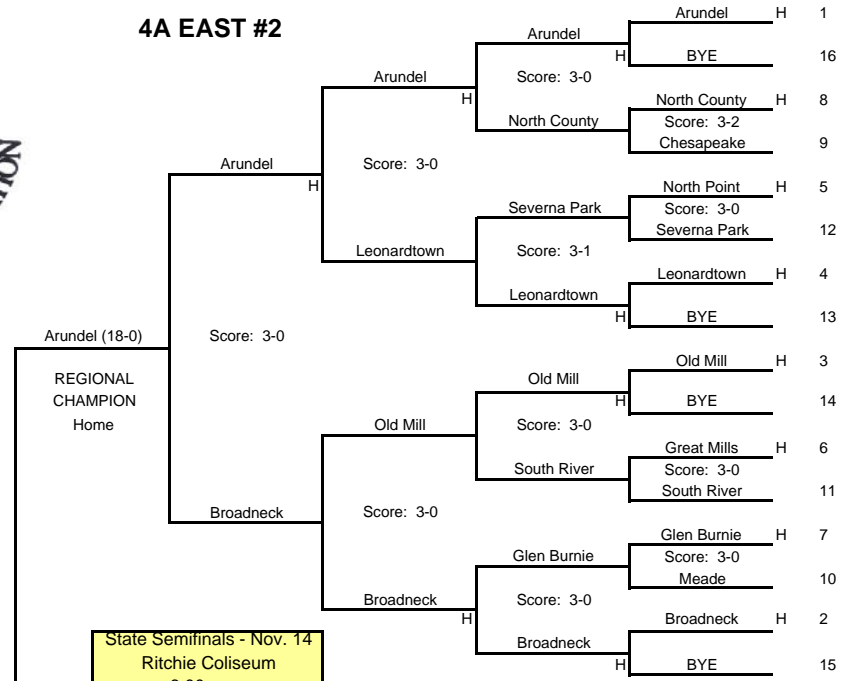 4A EAST #2
Arundel H 1
Arundel
H BYE 16
Arundel Score: 3-0
H North County H 8
North County Score: 3-2
Chesapeake 9
Arundel Score: 3-0
H North Point H 5
Severna Park Score: 3-0
Severna Park 12
Leonardtown Score: 3-1
Leonardtown H 4
Leonardtown
H BYE 13
Arundel (18-0) Score: 3-0
Old Mill H 3
REGIONAL Old Mill
CHAMPION H BYE 14
Home Old Mill Score: 3-0
Great Mills H 6
South River Score: 3-0
South River 11
Broadneck Score: 3-0
Glen Burnie H 7
Glen Burnie Score: 3-0
Meade 10
Broadneck Score: 3-0
H Broadneck H 2
State Semifinals - Nov. 14
Broadneck
Ritchie Coliseum H BYE 15